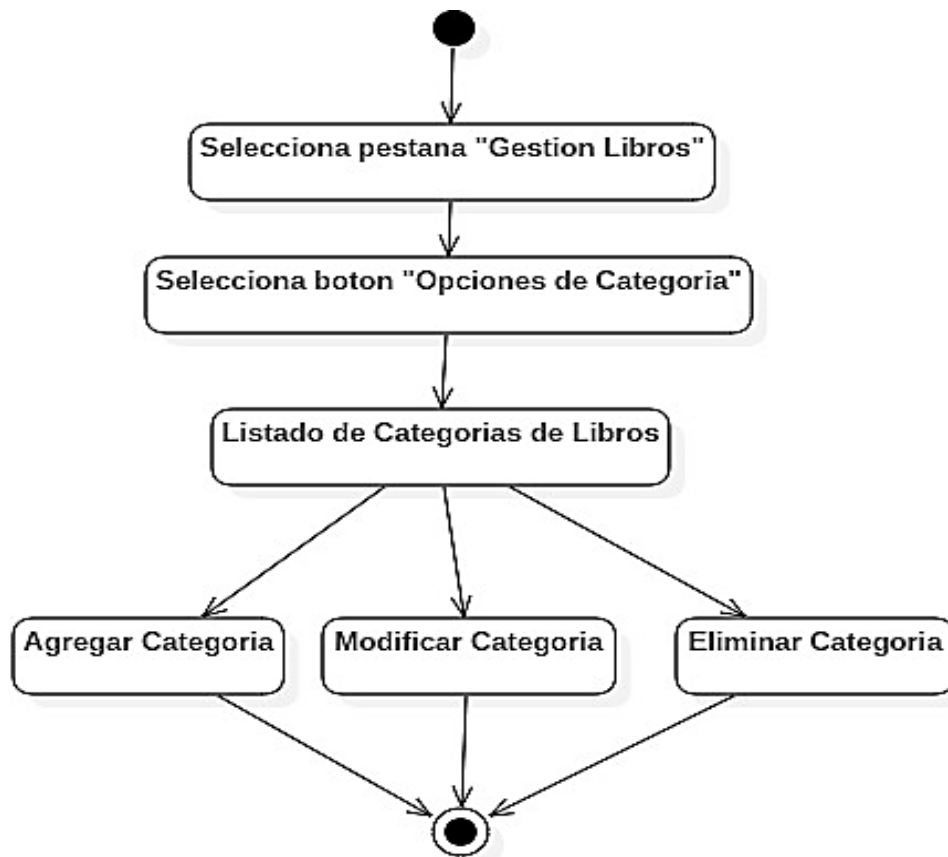 Selecciona pestana "Gestion Libros"
Selecciona boton "Opciones de Categoria"
Listado de Categorias de Libros
Agregar Categoria
Modificar Categoria
Eliminar Categoria